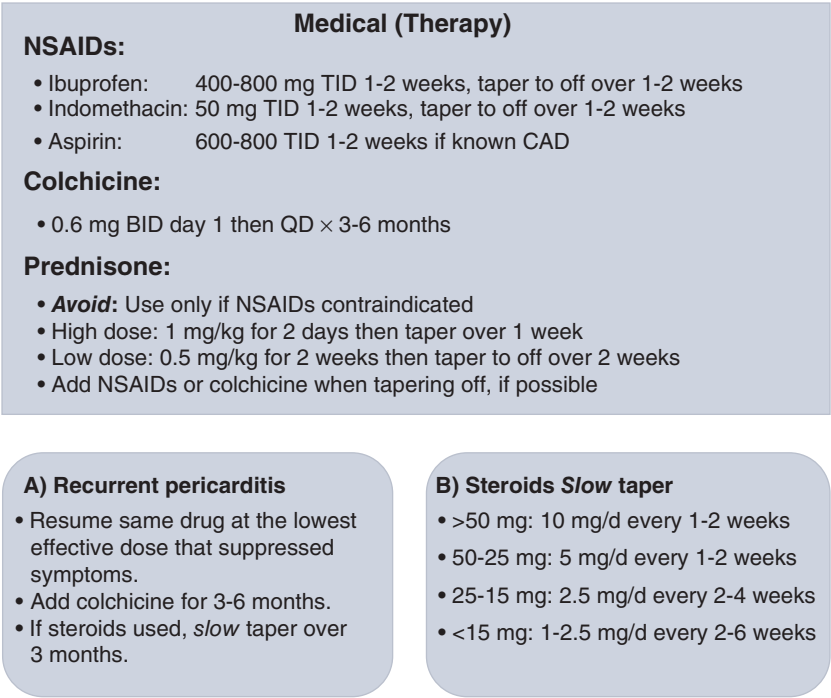 Medical (Therapy)
NSAIDs:
• Ibuprofen: 400-800 mg TID 1-2 weeks, taper to off over 1-2 weeks
• Indomethacin: 50 mg TID 1-2 weeks, taper to off over 1-2 weeks
• Aspirin: 600-800 TID 1-2 weeks if known CAD
Colchicine:
• 0.6 mg BID day 1 then QD × 3-6 months
Prednisone:
• Avoid: Use only if NSAIDs contraindicated
• High dose: 1 mg/kg for 2 days then taper over 1 week
• Low dose: 0.5 mg/kg for 2 weeks then taper to off over 2 weeks
• Add NSAIDs or colchicine when tapering off, if possible
A) Recurrent pericarditis
• Resume same drug at the lowest
effective dose that suppressed
symptoms.
• Add colchicine for 3-6 months.
• If steroids used, slow taper over
3 months.
B) Steroids Slow taper
• >50 mg: 10 mg/d every 1-2 weeks
• 50-25 mg: 5 mg/d every 1-2 weeks
• 25-15 mg: 2.5 mg/d every 2-4 weeks
• <15 mg: 1-2.5 mg/d every 2-6 weeks